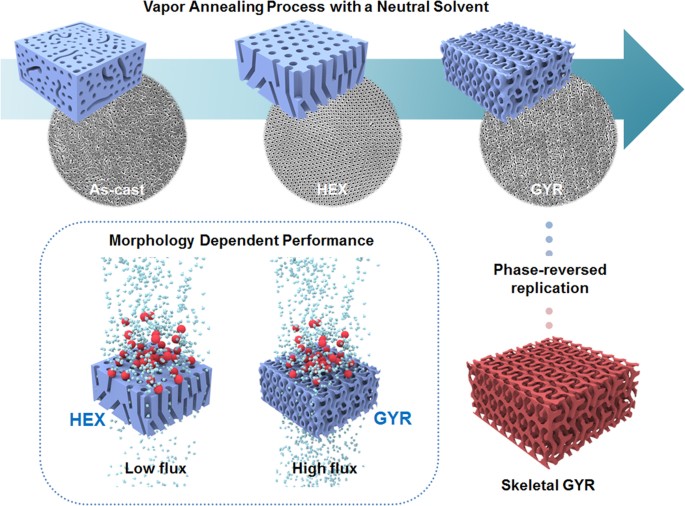 Vapor Annealing Process with a Neutral Solvent
As-cast
HEX
GYR
Morphology Dependent Performance
HEX
GYR
Low flux
High flux
Phase-reversed
replication
Skeletal GYR